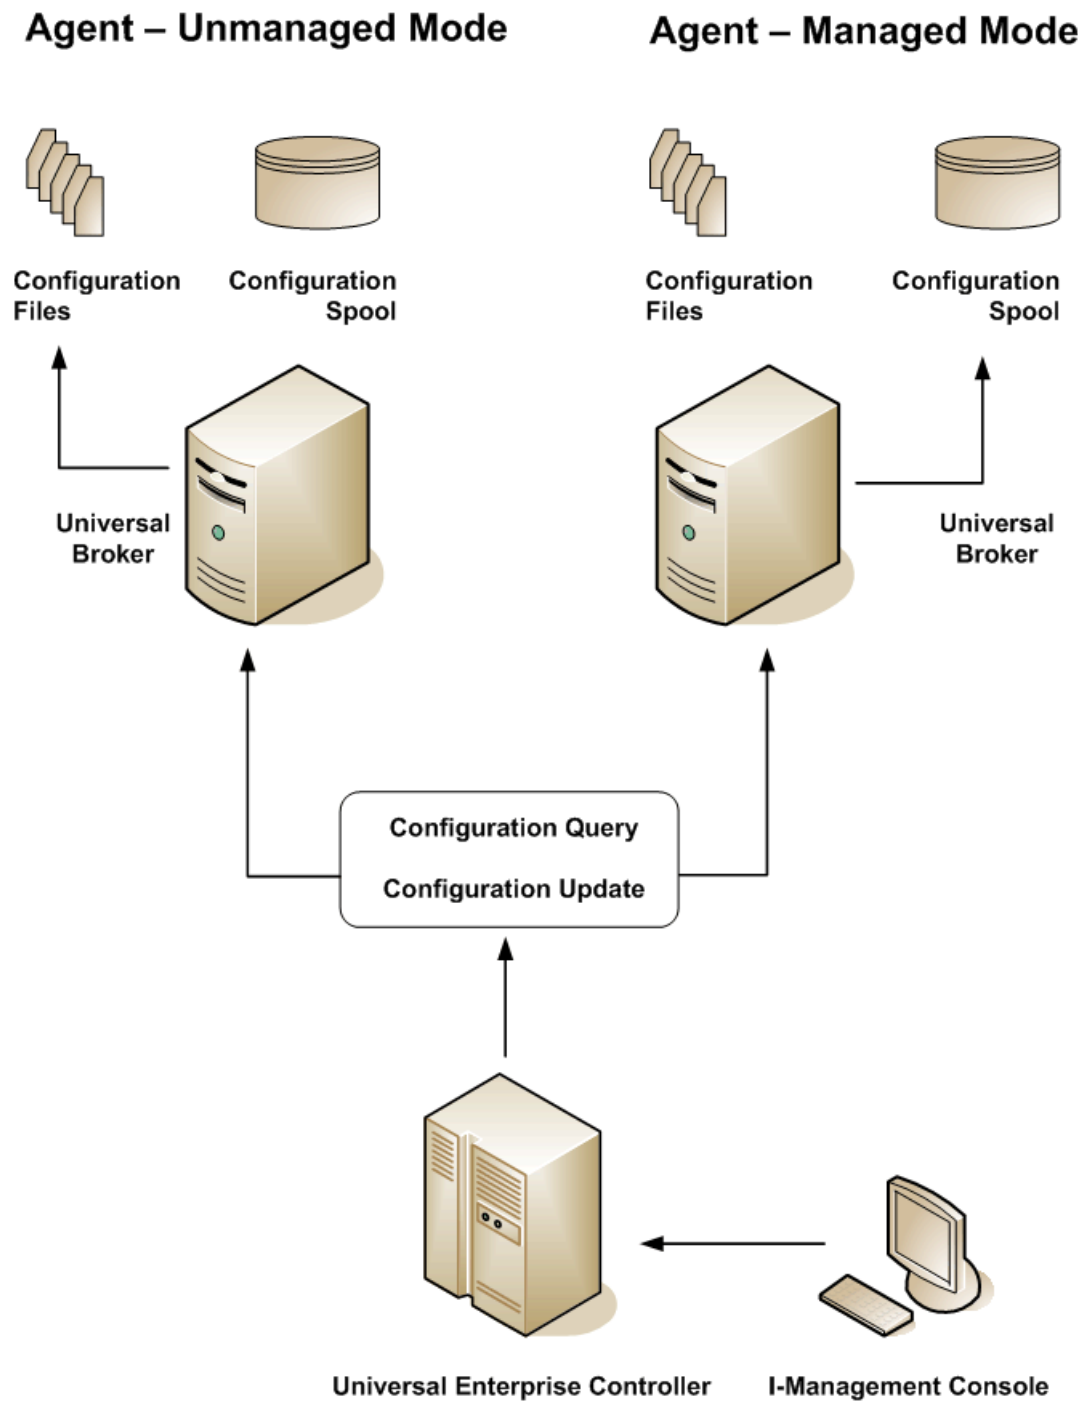 Agent – Unmanaged Mode
Agent – Managed Mode
Configuration
Files
Configuration
Spool
Configuration
Files
Configuration
Spool
Universal
Broker
Universal
Broker
Configuration Query
Configuration Update
Universal Enterprise Controller
I-Management Console